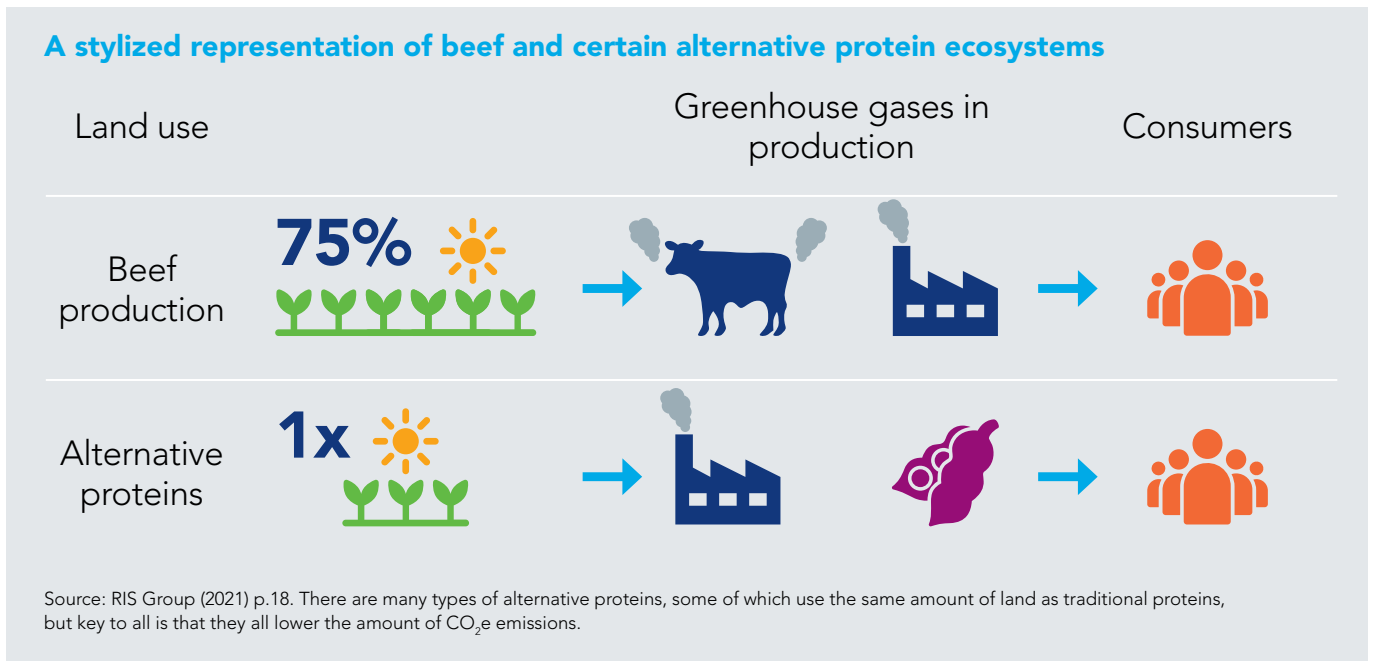 A stylized representation of beef and certain alternative protein ecosystems
Land use
Greenhouse gases in
production
Consumers
Beef
production
75%
Alternative
proteins
1x
Source: RIS Group (2021) p.18. There are many types of alternative proteins, some of which use the same amount of land as traditional proteins,
but key to all is that they all lower the amount of CO₂e emissions.